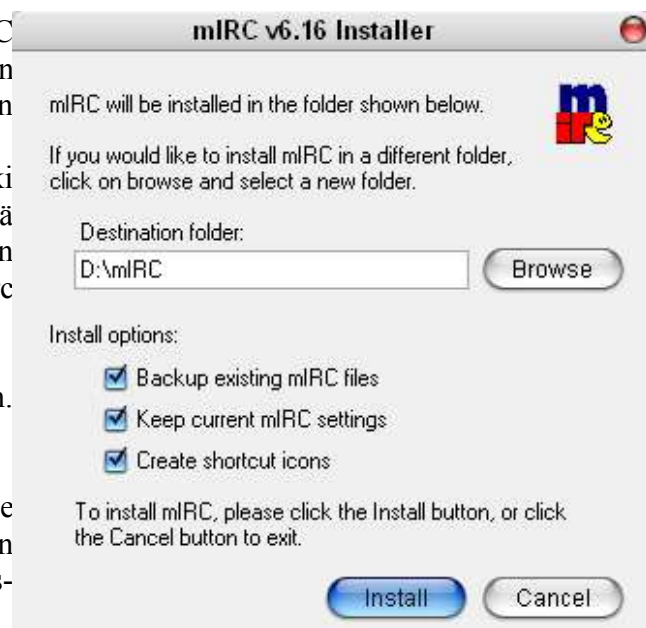 C
mIRC v6.16 Installer
n
n
mIRC will be installed in the folder shown below.
If you would like to install mIRC in a different folder,
ki
click on browse and select a new folder.
ä
Destination folder:
n
D:\mIRC
Browse
c
Install options:
Backup existing mIRC files
n.
Keep current mIRC settings
Create shortcut icons
e
To install mIRC, please click the Install button, or click
n
the Cancel button to exit.
s-
Install
Cancel